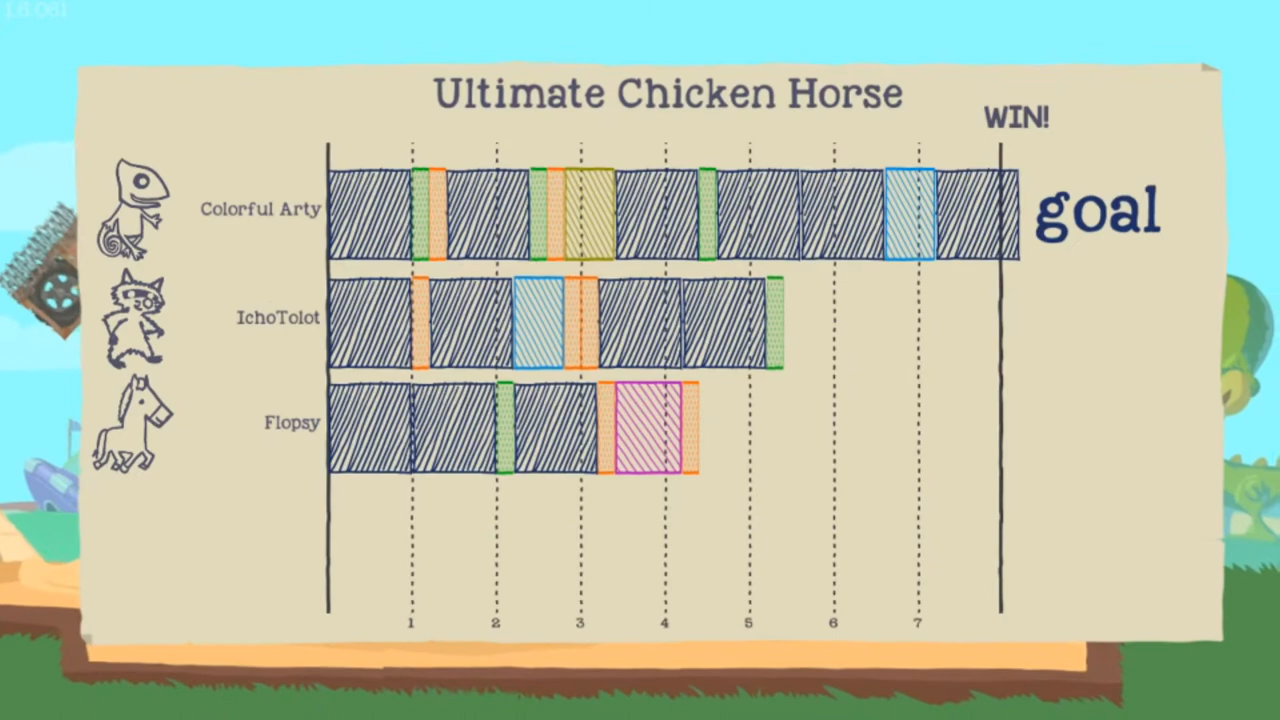 Ultimate Chicken Horse
WIN!
Colorful Arty
goal
IchoTolot
Flopsy
1 2 3 4 5 6 7